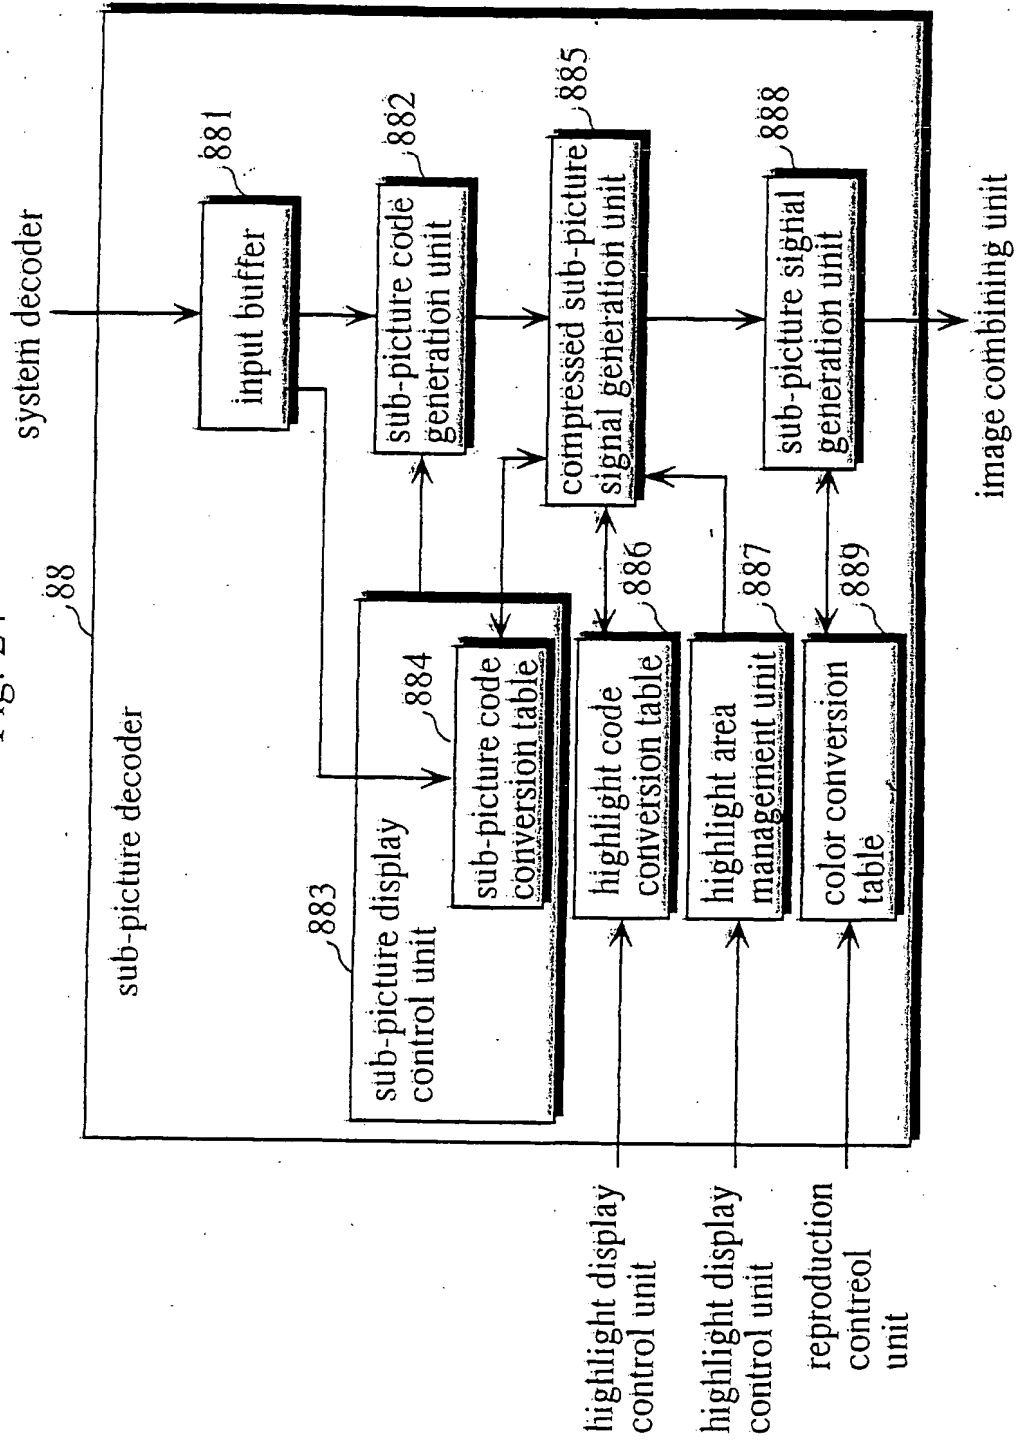 88
sub-picture decoder
system decoder
881
input buffer
882
sub-picture code
generation unit
883
sub-picture display
control unit
884
sub-picture code
conversion table
885
compressed sub-picture
signal generation unit
highlight display
control unit
886
highlight code
conversion table
highlight display
control unit
887
highlight area
management unit
888
sub-picture signal
generation unit
reproduction
contreol
unit
889
color conversion
table
image combining unit